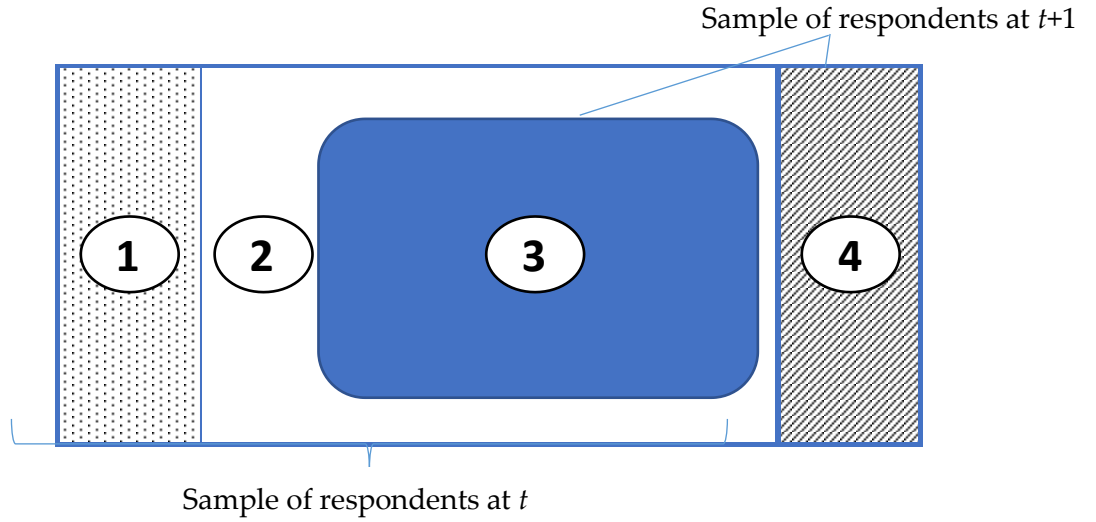 Sample of respondents at t+1
1 2 3 4
Sample of respondents at t